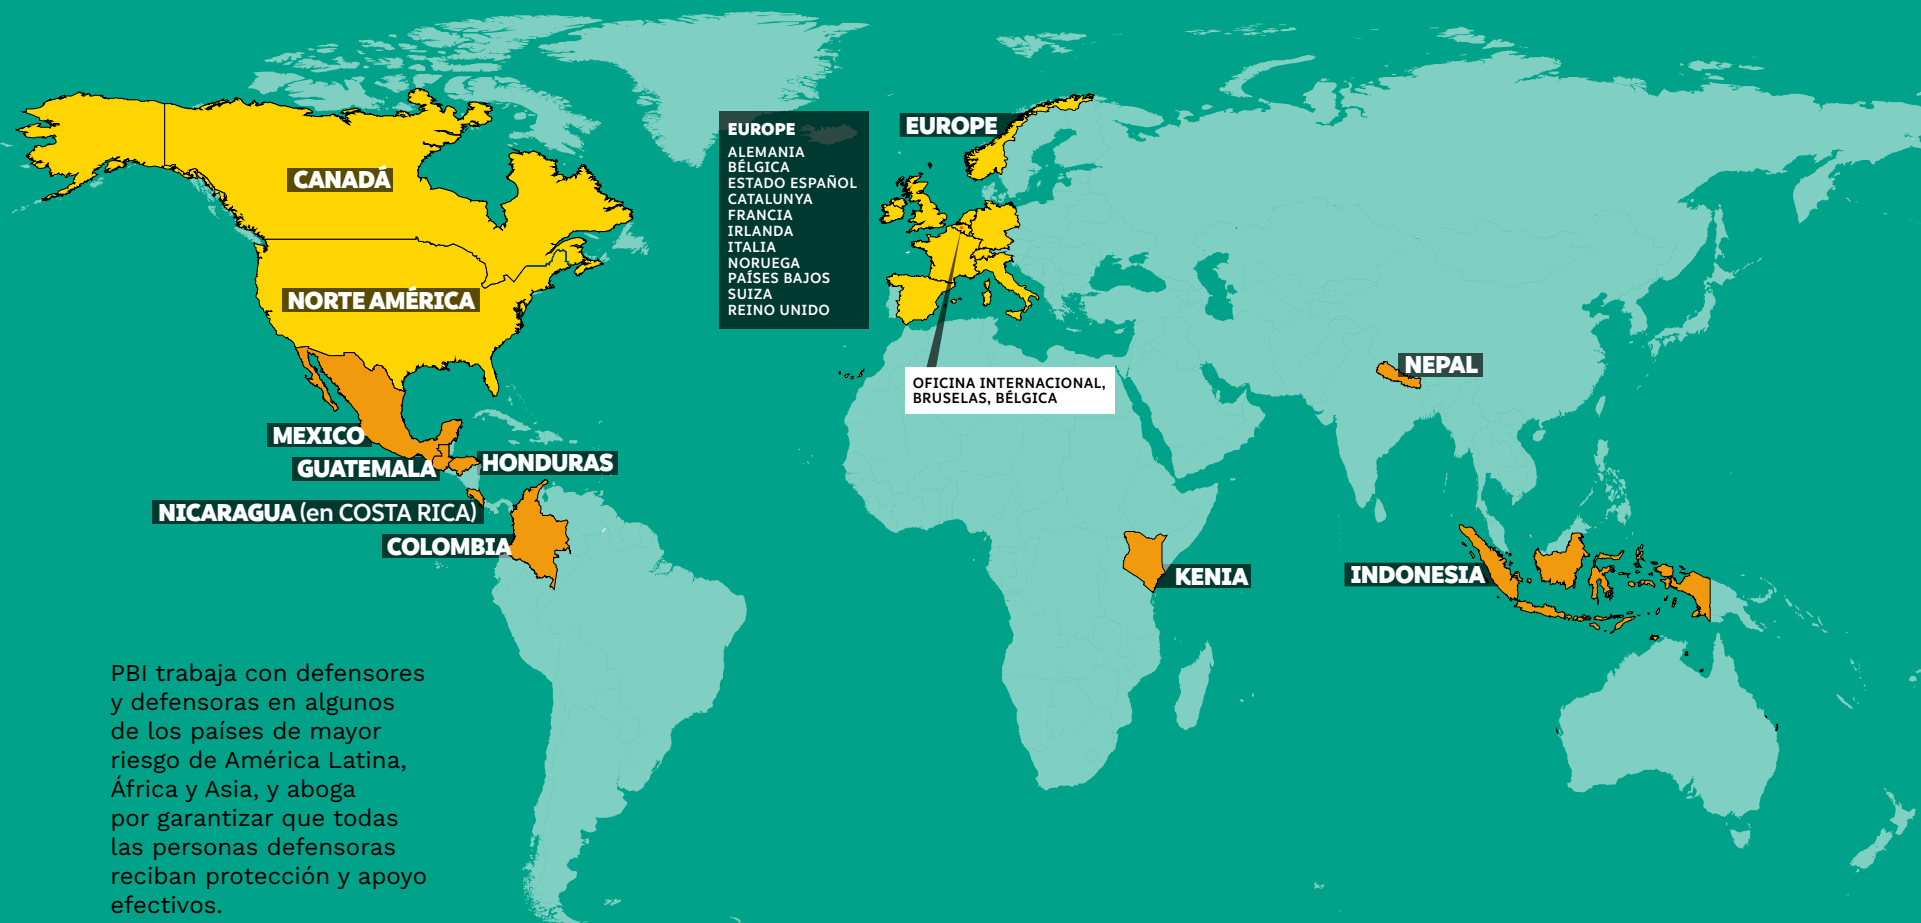 CANADÁ
NORTE AMÉRICA
MEXICO
GUATEMALA
HONDURAS
NICARAGUA (en COSTA RICA)
COLOMBIA
EUROPE
ALEMANIA
BÉLGICA
ESTADO ESPAÑOL
CATALUNYA
FRANCIA
IRLANDA
ITALIA
NORUEGA
PAÍSES BAJOS
SUIZA
REINO UNIDO
EUROPE
OFICINA INTERNACIONAL,
BRUSELAS, BÉLGICA
NEPAL
KENIA
INDONESIA
PBI trabaja con defensores
y defensoras en algunos
de los países de mayor
riesgo de América Latina,
África y Asia, y aboga
por garantizar que todas
las personas defensoras
reciban protección y apoyo
efectivos.